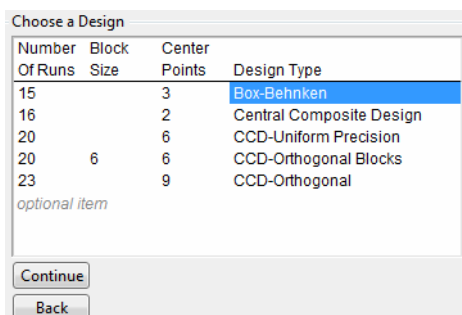 Choose a Design
Number Block Center
Of Runs Size Points Design Type
15 3 Box-Behnken
16 2 Central Composite Design
20 6 CCD-Uniform Precision
20 6 6 CCD-Orthogonal Blocks
23 9 CCD-Orthogonal
optional item
Continue
Back